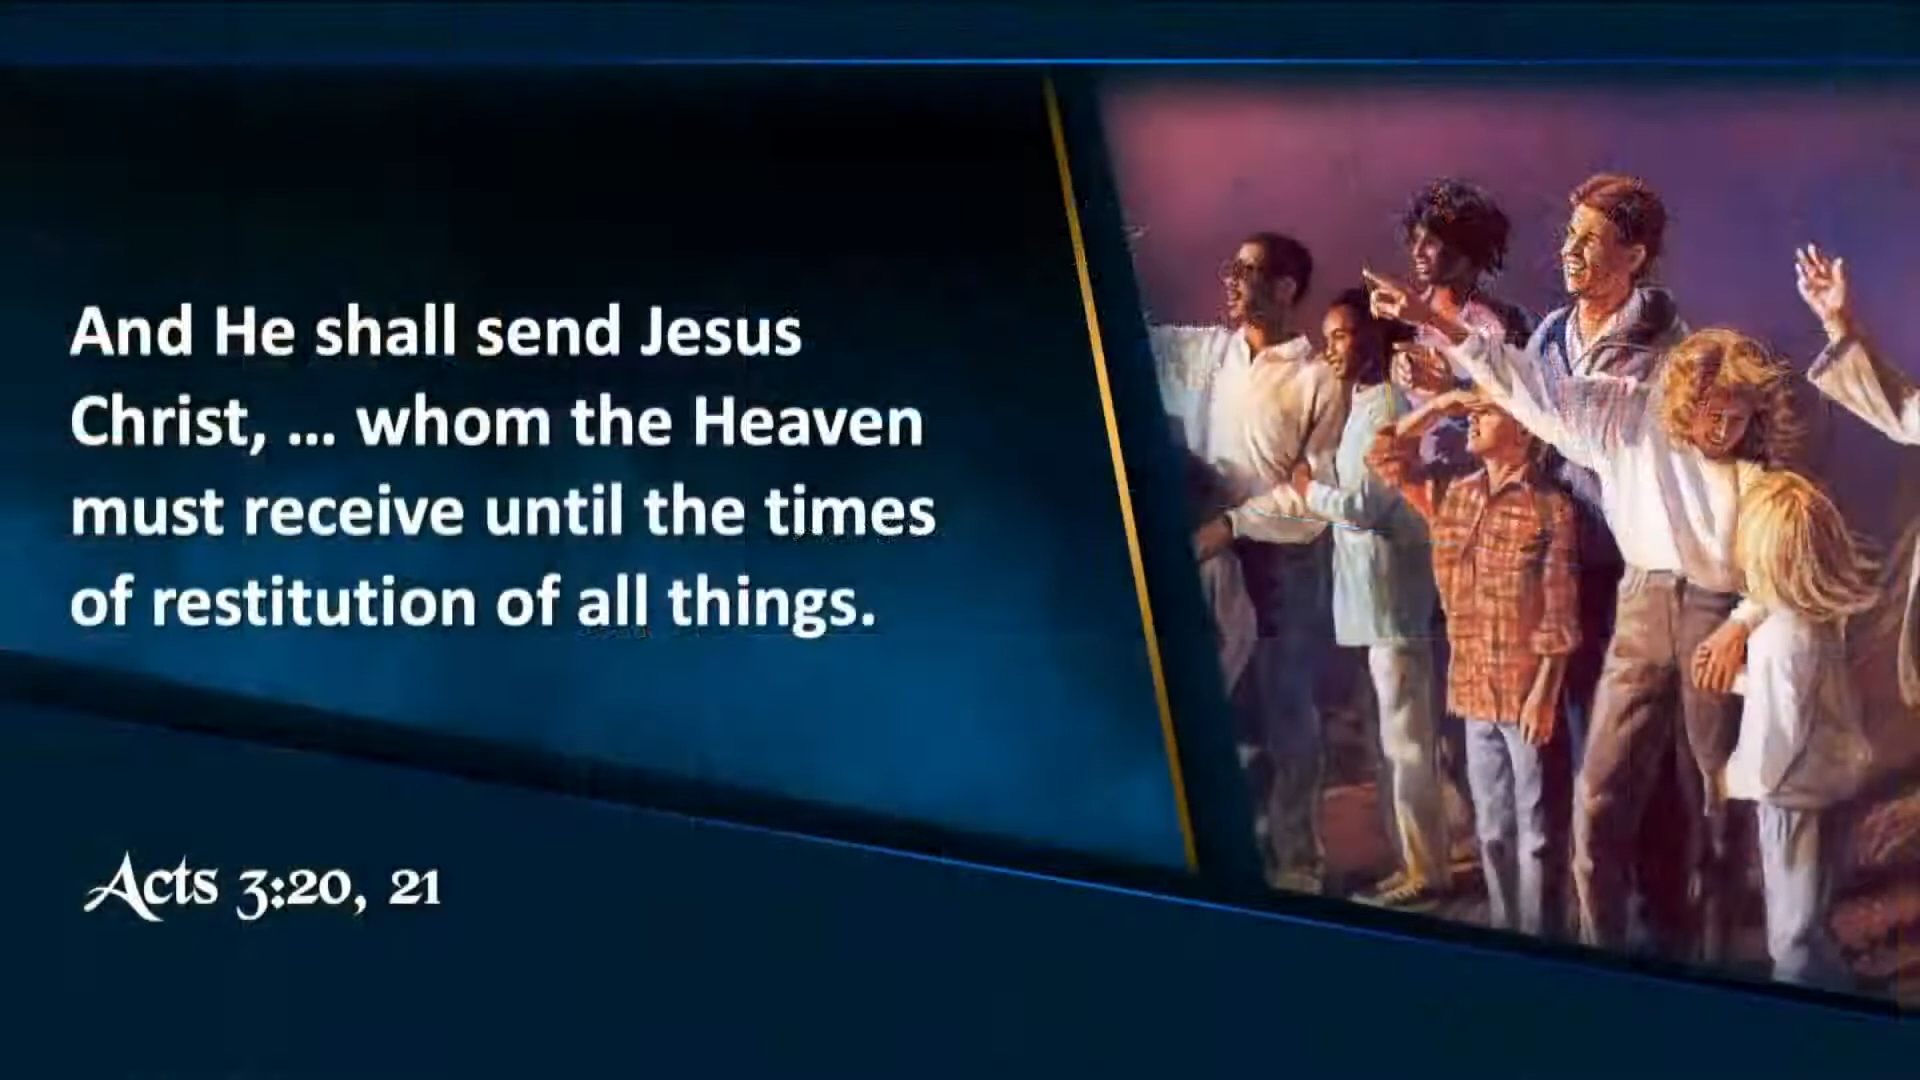 And He shall send Jesus
Christ, ... whom the Heaven
must receive until the times
of restitution of all things.
Acts 3:20, 21